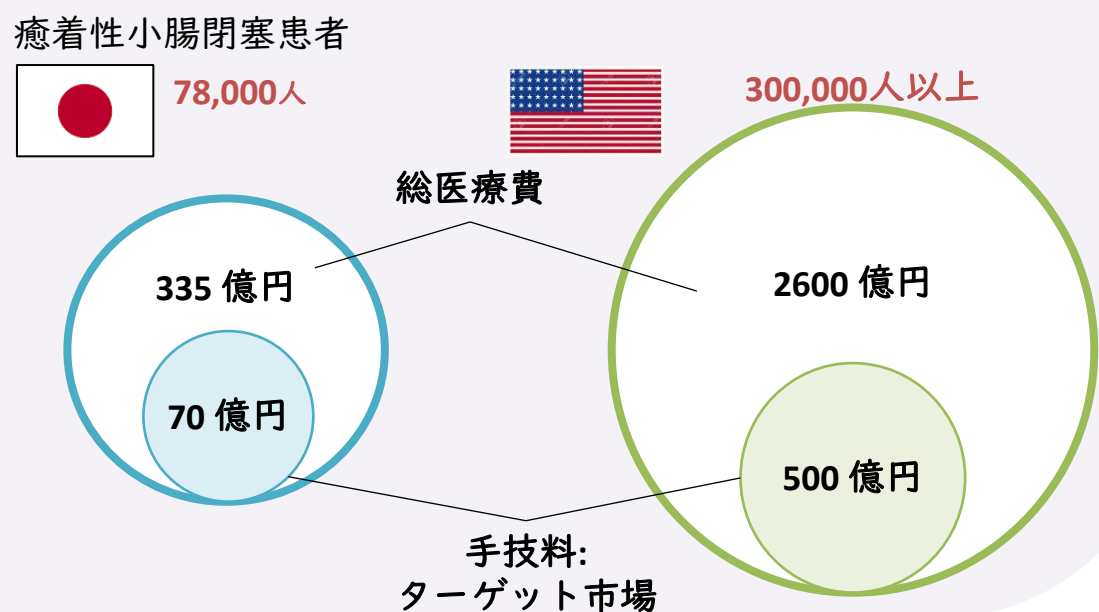 癒着性小腸閉塞患者
78,000人
300,000人以上
総医療費
335 億円
2600 億円
70 億円
500 億円
手技料:
ターゲット市場